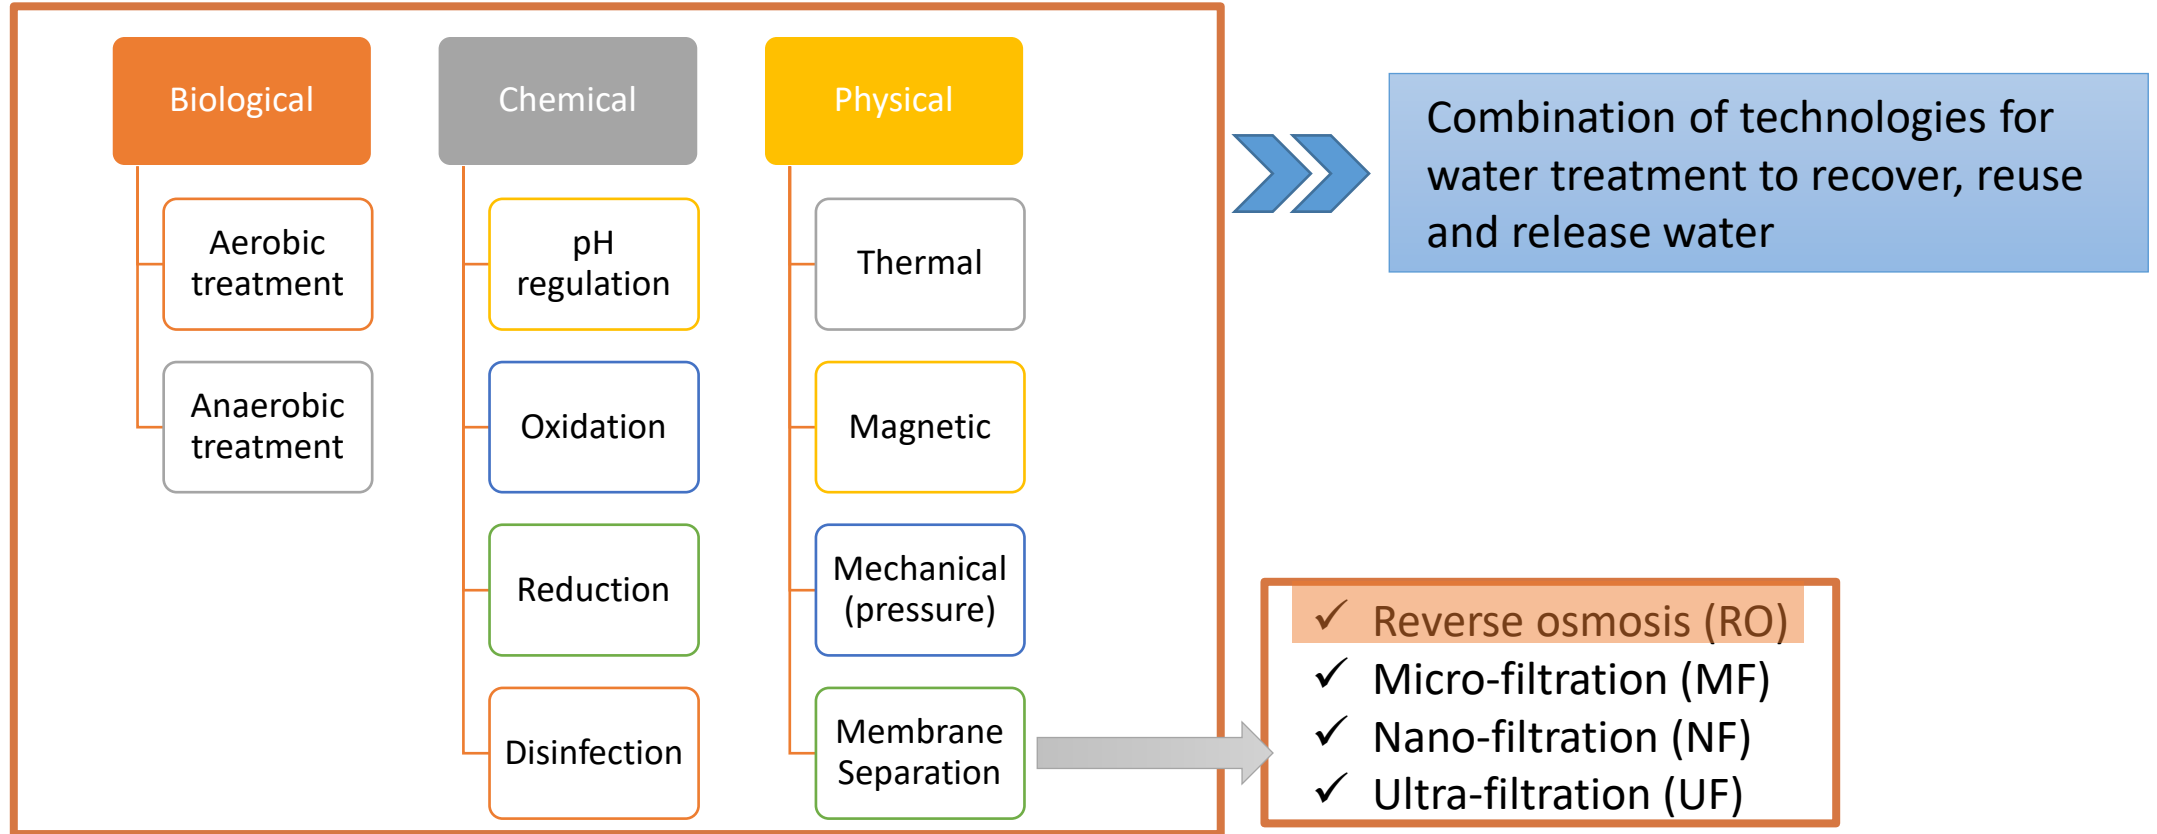 Biological
Aerobic
treatment
Anaerobic
treatment
Chemical
pH
regulation
Oxidation
Reduction
Disinfection
Physical
Thermal
Magnetic
Mechanical
(pressure)
Membrane
Separation
Combination of technologies for
water treatment to recover, reuse
and release water
✓ Reverse osmosis (RO)
✓ Micro-filtration (MF)
✓ Nano-filtration (NF)
✓ Ultra-filtration (UF)